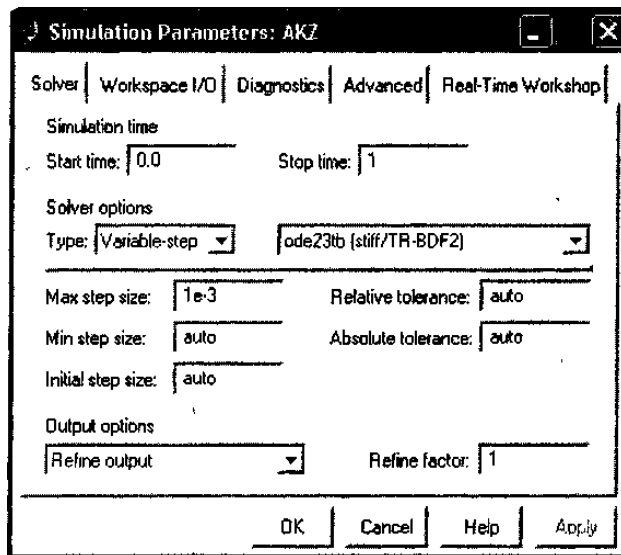 Simulation Parameters: AKZ
Solver Workspace I/O Diagnostics Advanced Real-Time Workshop
Simulation time
Start time: 0.0 Stop time: 1
Solver options
Type: Variable-step ode23tb (stiff/TR-BDF2)
Max step size: 1e-3 Relative tolerance: auto
Min step size: auto Absolute tolerance: auto
Initial step size: auto
Output options
Refine output Refine factor: 1
OK Cancel Help Apply